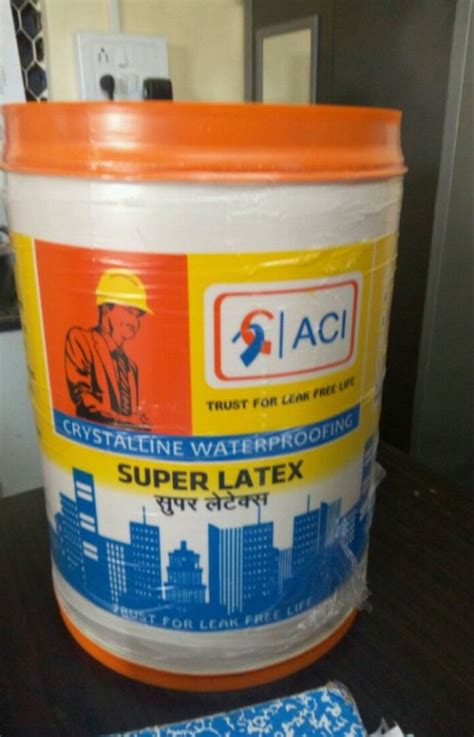 ACI
TRUST FOR LEAK FREE LIFE
CRYSTALLINE WATERPROOFING
SUPER LATEX
सुपर लेटेक्स
TRUST FOR LEAK FREE LIFE